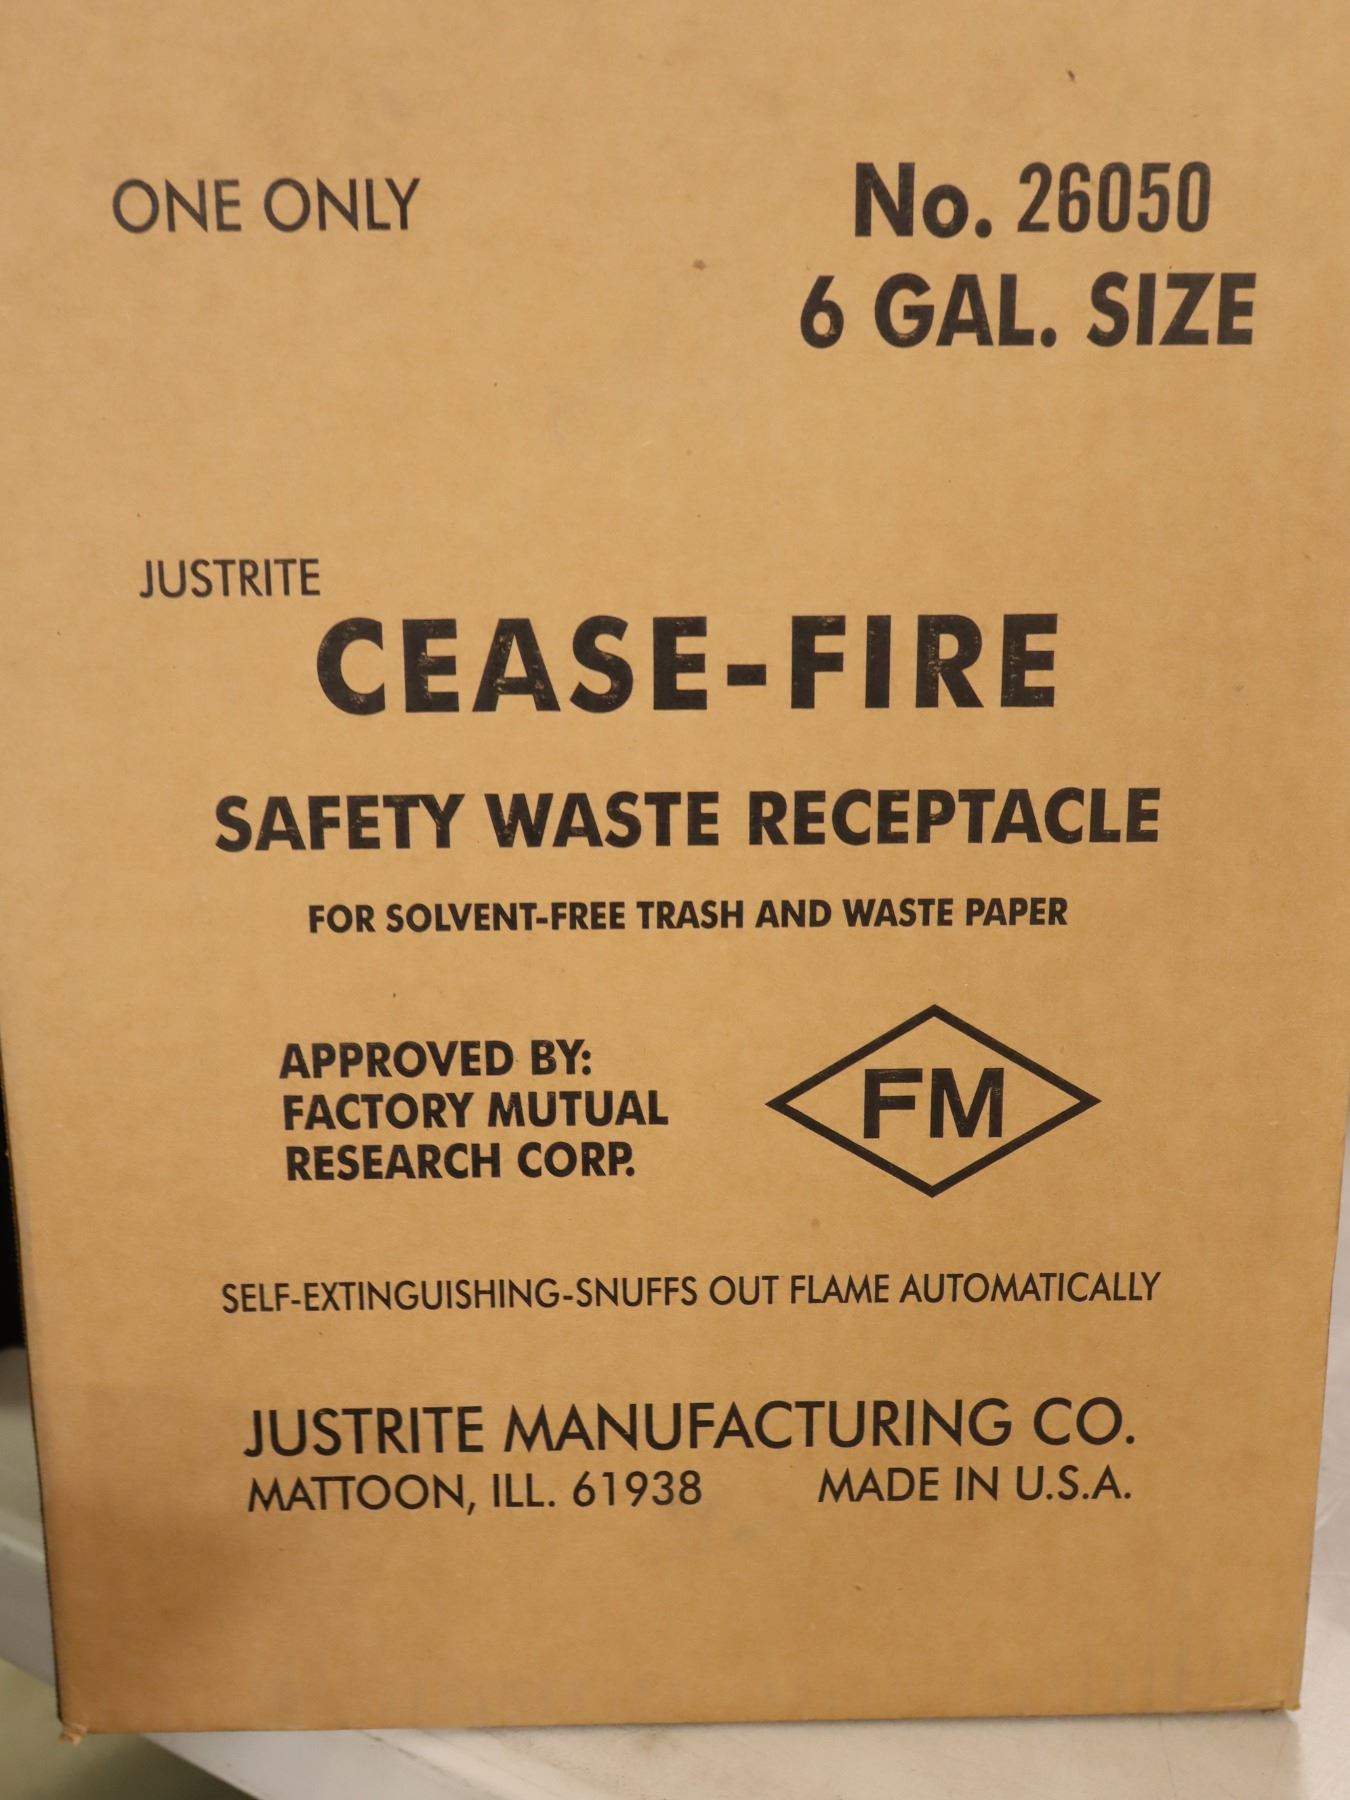 ONE ONLY
No. 26050
6 GAL. SIZE
JUSTRITE
CEASE-FIRE
SAFETY WASTE RECEPTACLE
FOR SOLVENT-FREE TRASH AND WASTE PAPER
APPROVED BY:
FACTORY MUTUAL
RESEARCH CORP.
FM
SELF-EXTINGUISHING-SNUFFS OUT FLAME AUTOMATICALLY
JUSTRITE MANUFACTURING CO.
MATTOON, ILL. 61938 MADE IN U.S.A.